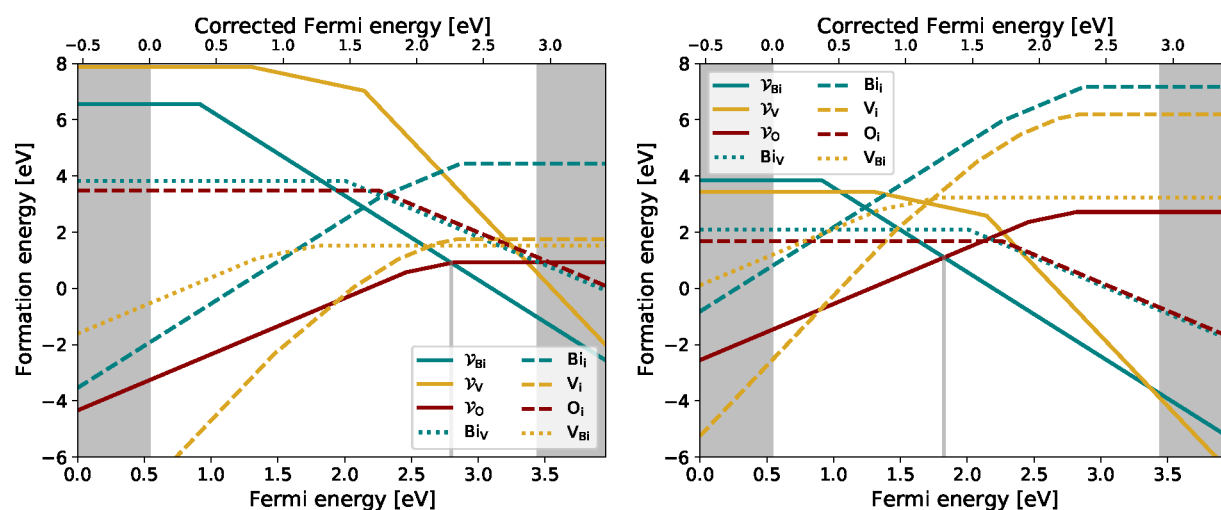 Corrected Fermi energy [eV]
−0.5 0.0 0.5 1.0 1.5 2.0 2.5 3.0
8
6
4
2
0
−2
−4
−6
Formation energy [eV]
𝒱Bi Bii
𝒱V Vi
𝒱O Oi
BiV VBi
0.0 0.5 1.0 1.5 2.0 2.5 3.0 3.5
Fermi energy [eV]
Corrected Fermi energy [eV]
−0.5 0.0 0.5 1.0 1.5 2.0 2.5 3.0
8
6
4
2
0
−2
−4
−6
Formation energy [eV]
𝒱Bi Bii
𝒱V Vi
𝒱O Oi
BiV VBi
0.0 0.5 1.0 1.5 2.0 2.5 3.0 3.5
Fermi energy [eV]